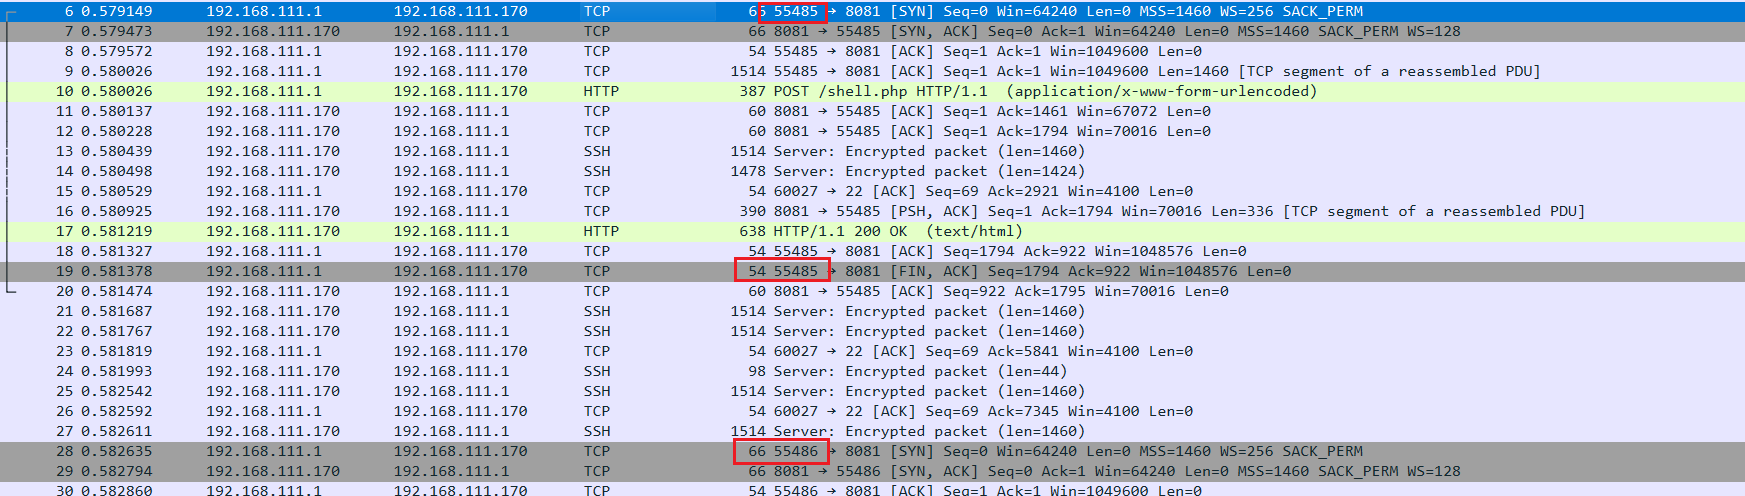 6 0.579149 192.168.111.1 192.168.111.170 TCP 66 55485 → 8081 [SYN] Seq=0 Win=64240 Len=0 MSS=1460 WS=256 SACK_PERM
7 0.579473 192.168.111.170 192.168.111.1 TCP 66 8081 → 55485 [SYN, ACK] Seq=0 Ack=1 Win=64240 Len=0 MSS=1460 SACK_PERM WS=128
8 0.579572 192.168.111.1 192.168.111.170 TCP 54 55485 → 8081 [ACK] Seq=1 Ack=1 Win=1049600 Len=0
9 0.580026 192.168.111.1 192.168.111.170 TCP 1514 55485 → 8081 [ACK] Seq=1 Ack=1 Win=1049600 Len=1460 [TCP segment of a reassembled PDU]
10 0.580026 192.168.111.1 192.168.111.170 HTTP 387 POST /shell.php HTTP/1.1 (application/x-www-form-urlencoded)
11 0.580137 192.168.111.170 192.168.111.1 TCP 60 8081 → 55485 [ACK] Seq=1 Ack=1461 Win=67072 Len=0
12 0.580228 192.168.111.170 192.168.111.1 TCP 60 8081 → 55485 [ACK] Seq=1 Ack=1794 Win=70016 Len=0
13 0.580439 192.168.111.170 192.168.111.1 SSH 1514 Server: Encrypted packet (len=1460)
14 0.580498 192.168.111.170 192.168.111.1 SSH 1478 Server: Encrypted packet (len=1424)
15 0.580529 192.168.111.1 192.168.111.170 TCP 54 60027 → 22 [ACK] Seq=69 Ack=2921 Win=4100 Len=0
16 0.580925 192.168.111.170 192.168.111.1 TCP 390 8081 → 55485 [PSH, ACK] Seq=1 Ack=1794 Win=70016 Len=336 [TCP segment of a reassembled PDU]
17 0.581219 192.168.111.170 192.168.111.1 HTTP 638 HTTP/1.1 200 OK (text/html)
18 0.581327 192.168.111.1 192.168.111.170 TCP 54 55485 → 8081 [ACK] Seq=1794 Ack=922 Win=1048576 Len=0
19 0.581378 192.168.111.1 192.168.111.170 TCP 54 55485 → 8081 [FIN, ACK] Seq=1794 Ack=922 Win=1048576 Len=0
20 0.581474 192.168.111.170 192.168.111.1 TCP 60 8081 → 55485 [ACK] Seq=922 Ack=1795 Win=70016 Len=0
21 0.581687 192.168.111.170 192.168.111.1 SSH 1514 Server: Encrypted packet (len=1460)
22 0.581767 192.168.111.170 192.168.111.1 SSH 1514 Server: Encrypted packet (len=1460)
23 0.581819 192.168.111.1 192.168.111.170 TCP 54 60027 → 22 [ACK] Seq=69 Ack=5841 Win=4100 Len=0
24 0.581993 192.168.111.170 192.168.111.1 SSH 98 Server: Encrypted packet (len=44)
25 0.582542 192.168.111.170 192.168.111.1 SSH 1514 Server: Encrypted packet (len=1460)
26 0.582592 192.168.111.1 192.168.111.170 TCP 54 60027 → 22 [ACK] Seq=69 Ack=7345 Win=4100 Len=0
27 0.582611 192.168.111.170 192.168.111.1 SSH 1514 Server: Encrypted packet (len=1460)
28 0.582635 192.168.111.1 192.168.111.170 TCP 66 55486 → 8081 [SYN] Seq=0 Win=64240 Len=0 MSS=1460 WS=256 SACK_PERM
29 0.582794 192.168.111.170 192.168.111.1 TCP 66 8081 → 55486 [SYN, ACK] Seq=0 Ack=1 Win=64240 Len=0 MSS=1460 SACK_PERM WS=128
30 0.582860 192.168.111.1 192.168.111.170 TCP 54 55486 → 8081 [ACK] Seq=1 Ack=1 Win=1049600 Len=0